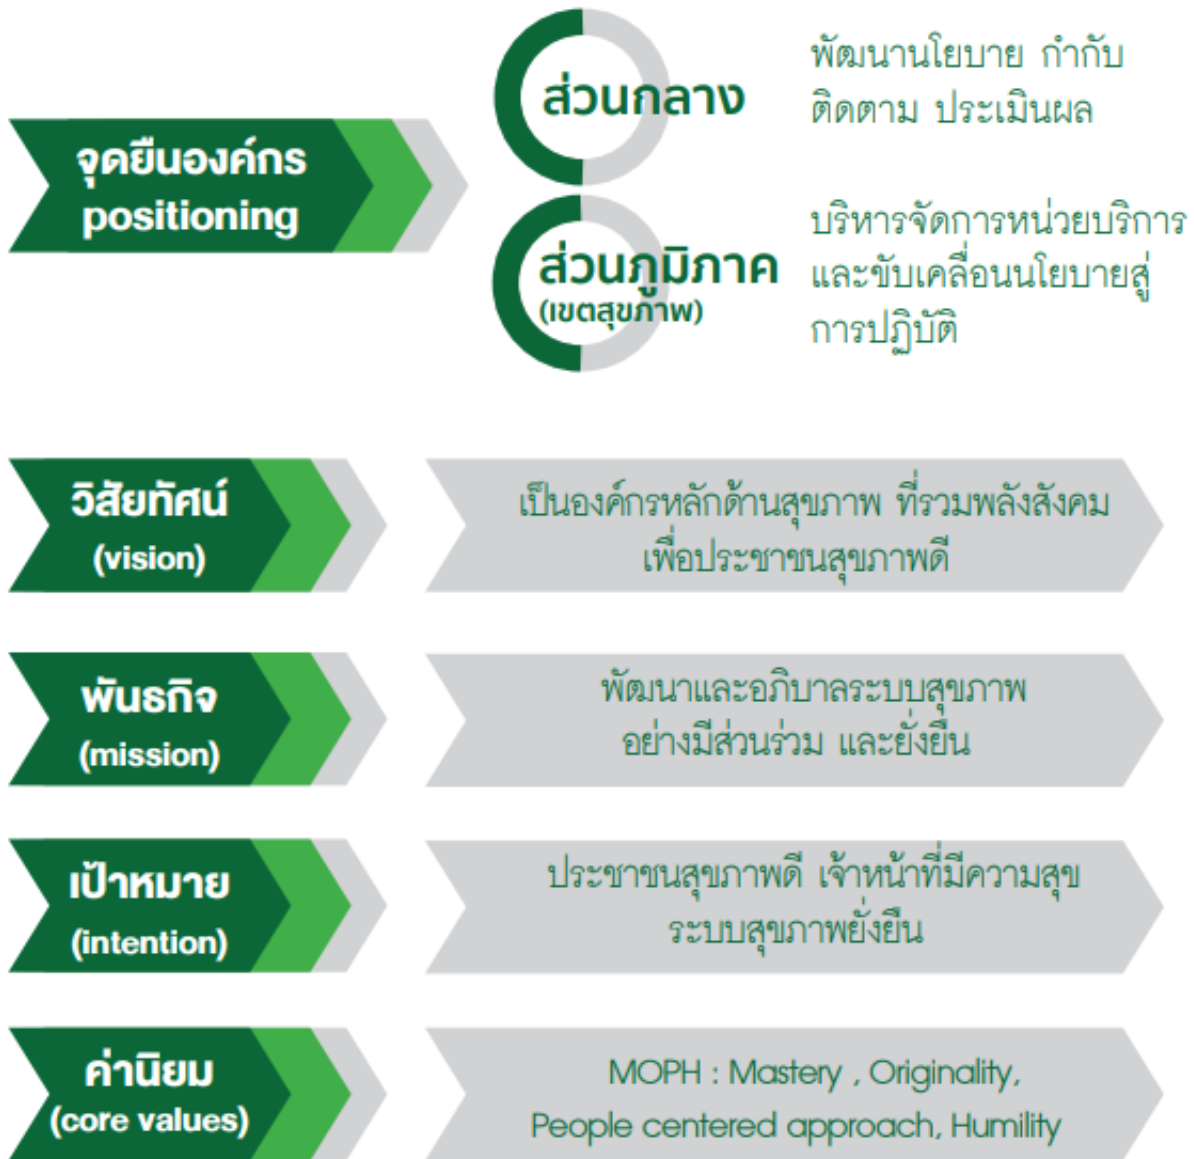 จุดยืนองค์กร
positioning
ส่วนกลาง
พัฒนานโยบาย กำกับ
ติดตาม ประเมินผล
ส่วนภูมิภาค
(เขตสุขภาพ)
บริหารจัดการหน่วยบริการ
และขับเคลื่อนนโยบายสู่
การปฏิบัติ
วิสัยทัศน์
(vision)
เป็นองค์กรหลักด้านสุขภาพ ที่รวมพลังสังคม
เพื่อประชาชนสุขภาพดี
พันธกิจ
(mission)
พัฒนาและอภิบาลระบบสุขภาพ
อย่างมีส่วนร่วม และยั่งยืน
เป้าหมาย
(intention)
ประชาชนสุขภาพดี เจ้าหน้าที่มีความสุข
ระบบสุขภาพยั่งยืน
ค่านิยม
(core values)
MOPH : Mastery , Originality,
People centered approach, Humility